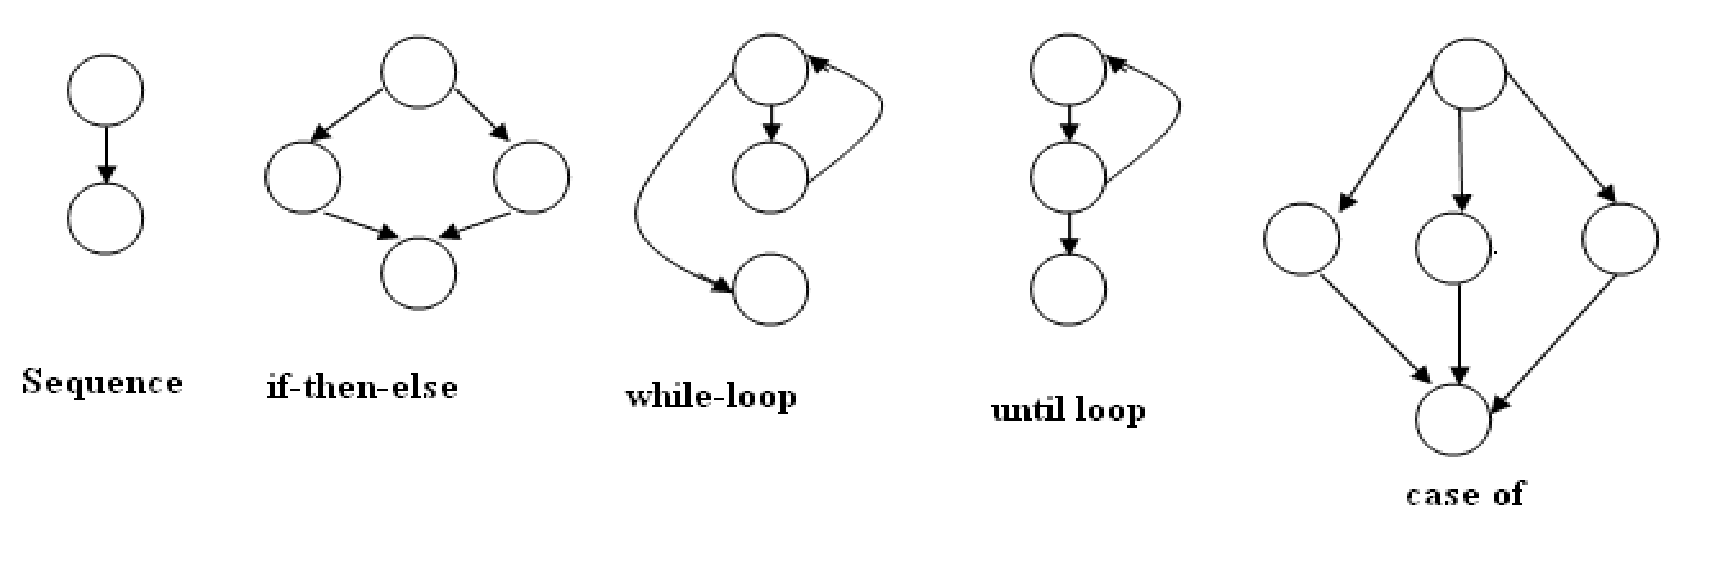 Sequence
if-then-else
while-loop
until loop
case of